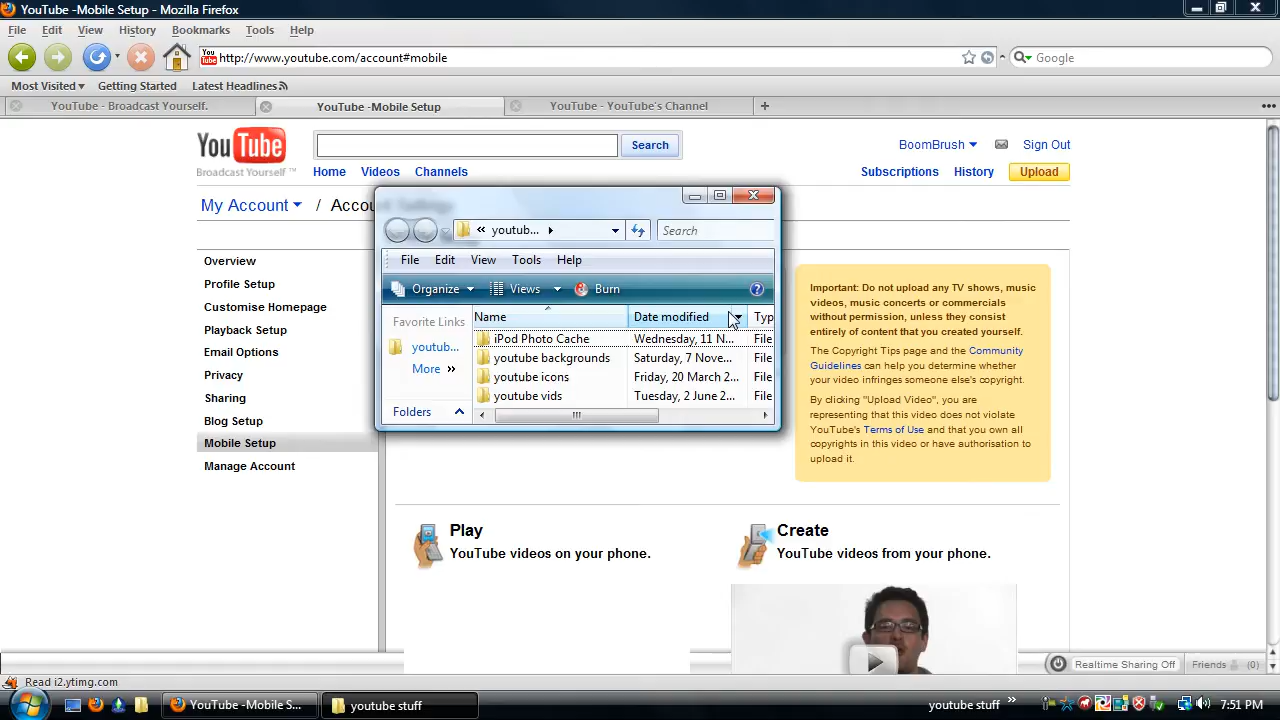 YouTube -Mobile Setup - Mozilla Firefox
File Edit View History Bookmarks Tools Help
http://www.youtube.com/account#mobile
Google
Most Visited Getting Started Latest Headlines
YouTube - Broadcast Yourself.
YouTube -Mobile Setup
YouTube - YouTube's Channel
YouTube
Broadcast Yourself™
Search
BoomBrush
Sign Out
Home Videos Channels
Subscriptions History Upload
My Account / Account Settings
Overview
Profile Setup
Customise Homepage
Playback Setup
Email Options
Privacy
Sharing
Blog Setup
Mobile Setup
Manage Account
« youtub...
Search
File Edit View Tools Help
Organize Views » Burn
Name Date modified Typ
Favorite Links
youtub...
More »
Folders
iPod Photo Cache Wednesday, 11 N... File
youtube backgrounds Saturday, 7 Nove... File
youtube icons Friday, 20 March 2... File
youtube vids Tuesday, 2 June 2... File
Important: Do not upload any TV shows, music
videos, music concerts or commercials
without permission, unless they consist
entirely of content that you created yourself.
The Copyright Tips page and the Community
Guidelines can help you determine whether
your video infringes someone else's copyright.
By clicking "Upload Video", you are
representing that this video does not violate
YouTube's Terms of Use and that you own all
copyrights in this video or have authorisation to
upload it.
Play
YouTube videos on your phone.
Create
YouTube videos from your phone.
Realtime Sharing Off Friends (0)
Read i2.ytimg.com
YouTube -Mobile S...
youtube stuff
youtube stuff »
7:51 PM